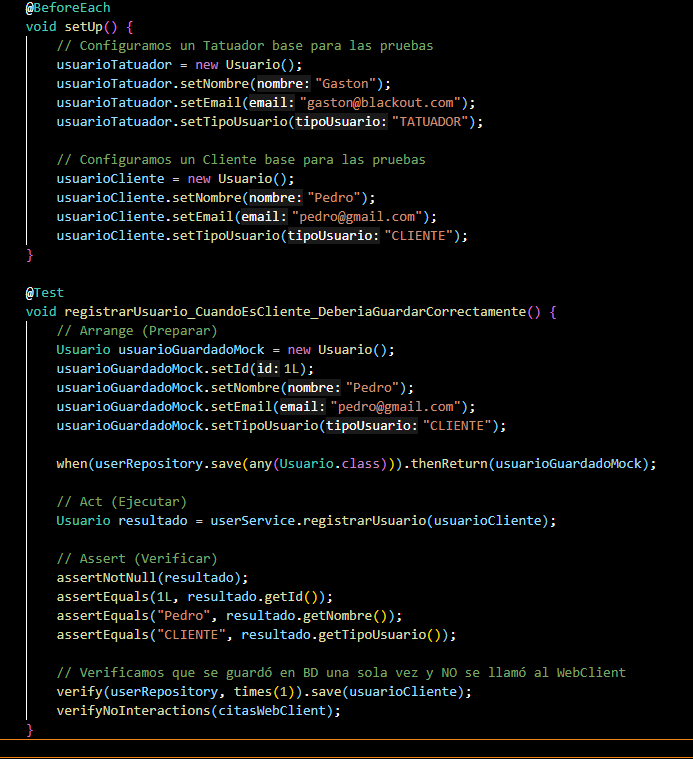 @BeforeEach
void setUp() {
// Configuramos un Tatuador base para las pruebas
usuarioTatuador = new Usuario();
usuarioTatuador.setNombre(nombre: "Gaston");
usuarioTatuador.setEmail(email: "gaston@blackout.com");
usuarioTatuador.setTipoUsuario(tipoUsuario: "TATUADOR");
// Configuramos un Cliente base para las pruebas
usuarioCliente = new Usuario();
usuarioCliente.setNombre(nombre: "Pedro");
usuarioCliente.setEmail(email: "pedro@gmail.com");
usuarioCliente.setTipoUsuario(tipoUsuario: "CLIENTE");
}
@Test
void registrarUsuario_CuandoEsCliente_DeberiaGuardarCorrectamente() {
// Arrange (Preparar)
Usuario usuarioGuardadoMock = new Usuario();
usuarioGuardadoMock.setId(id: 1L);
usuarioGuardadoMock.setNombre(nombre: "Pedro");
usuarioGuardadoMock.setEmail(email: "pedro@gmail.com");
usuarioGuardadoMock.setTipoUsuario(tipoUsuario: "CLIENTE");
when(userRepository.save(any(Usuario.class))).thenReturn(usuarioGuardadoMock);
// Act (Ejecutar)
Usuario resultado = userService.registrarUsuario(usuarioCliente);
// Assert (Verificar)
assertNotNull(resultado);
assertEquals(1L, resultado.getId());
assertEquals("Pedro", resultado.getNombre());
assertEquals("CLIENTE", resultado.getTipoUsuario());
// Verificamos que se guardó en BD una sola vez y NO se llamó al WebClient
verify(userRepository, times(1)).save(usuarioCliente);
verifyNoInteractions(citasWebClient);
}